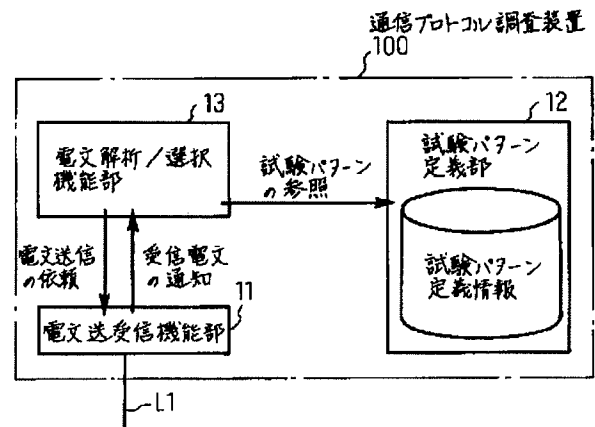 通信プロトコル調査装置
100
13
電文解析/選択
機能部
12
試験パターン
定義部
試験パターン
の参照
試験パターン
定義情報
電文送信
の依頼
受信電文
の通知
11
電文送受信機能部
L1